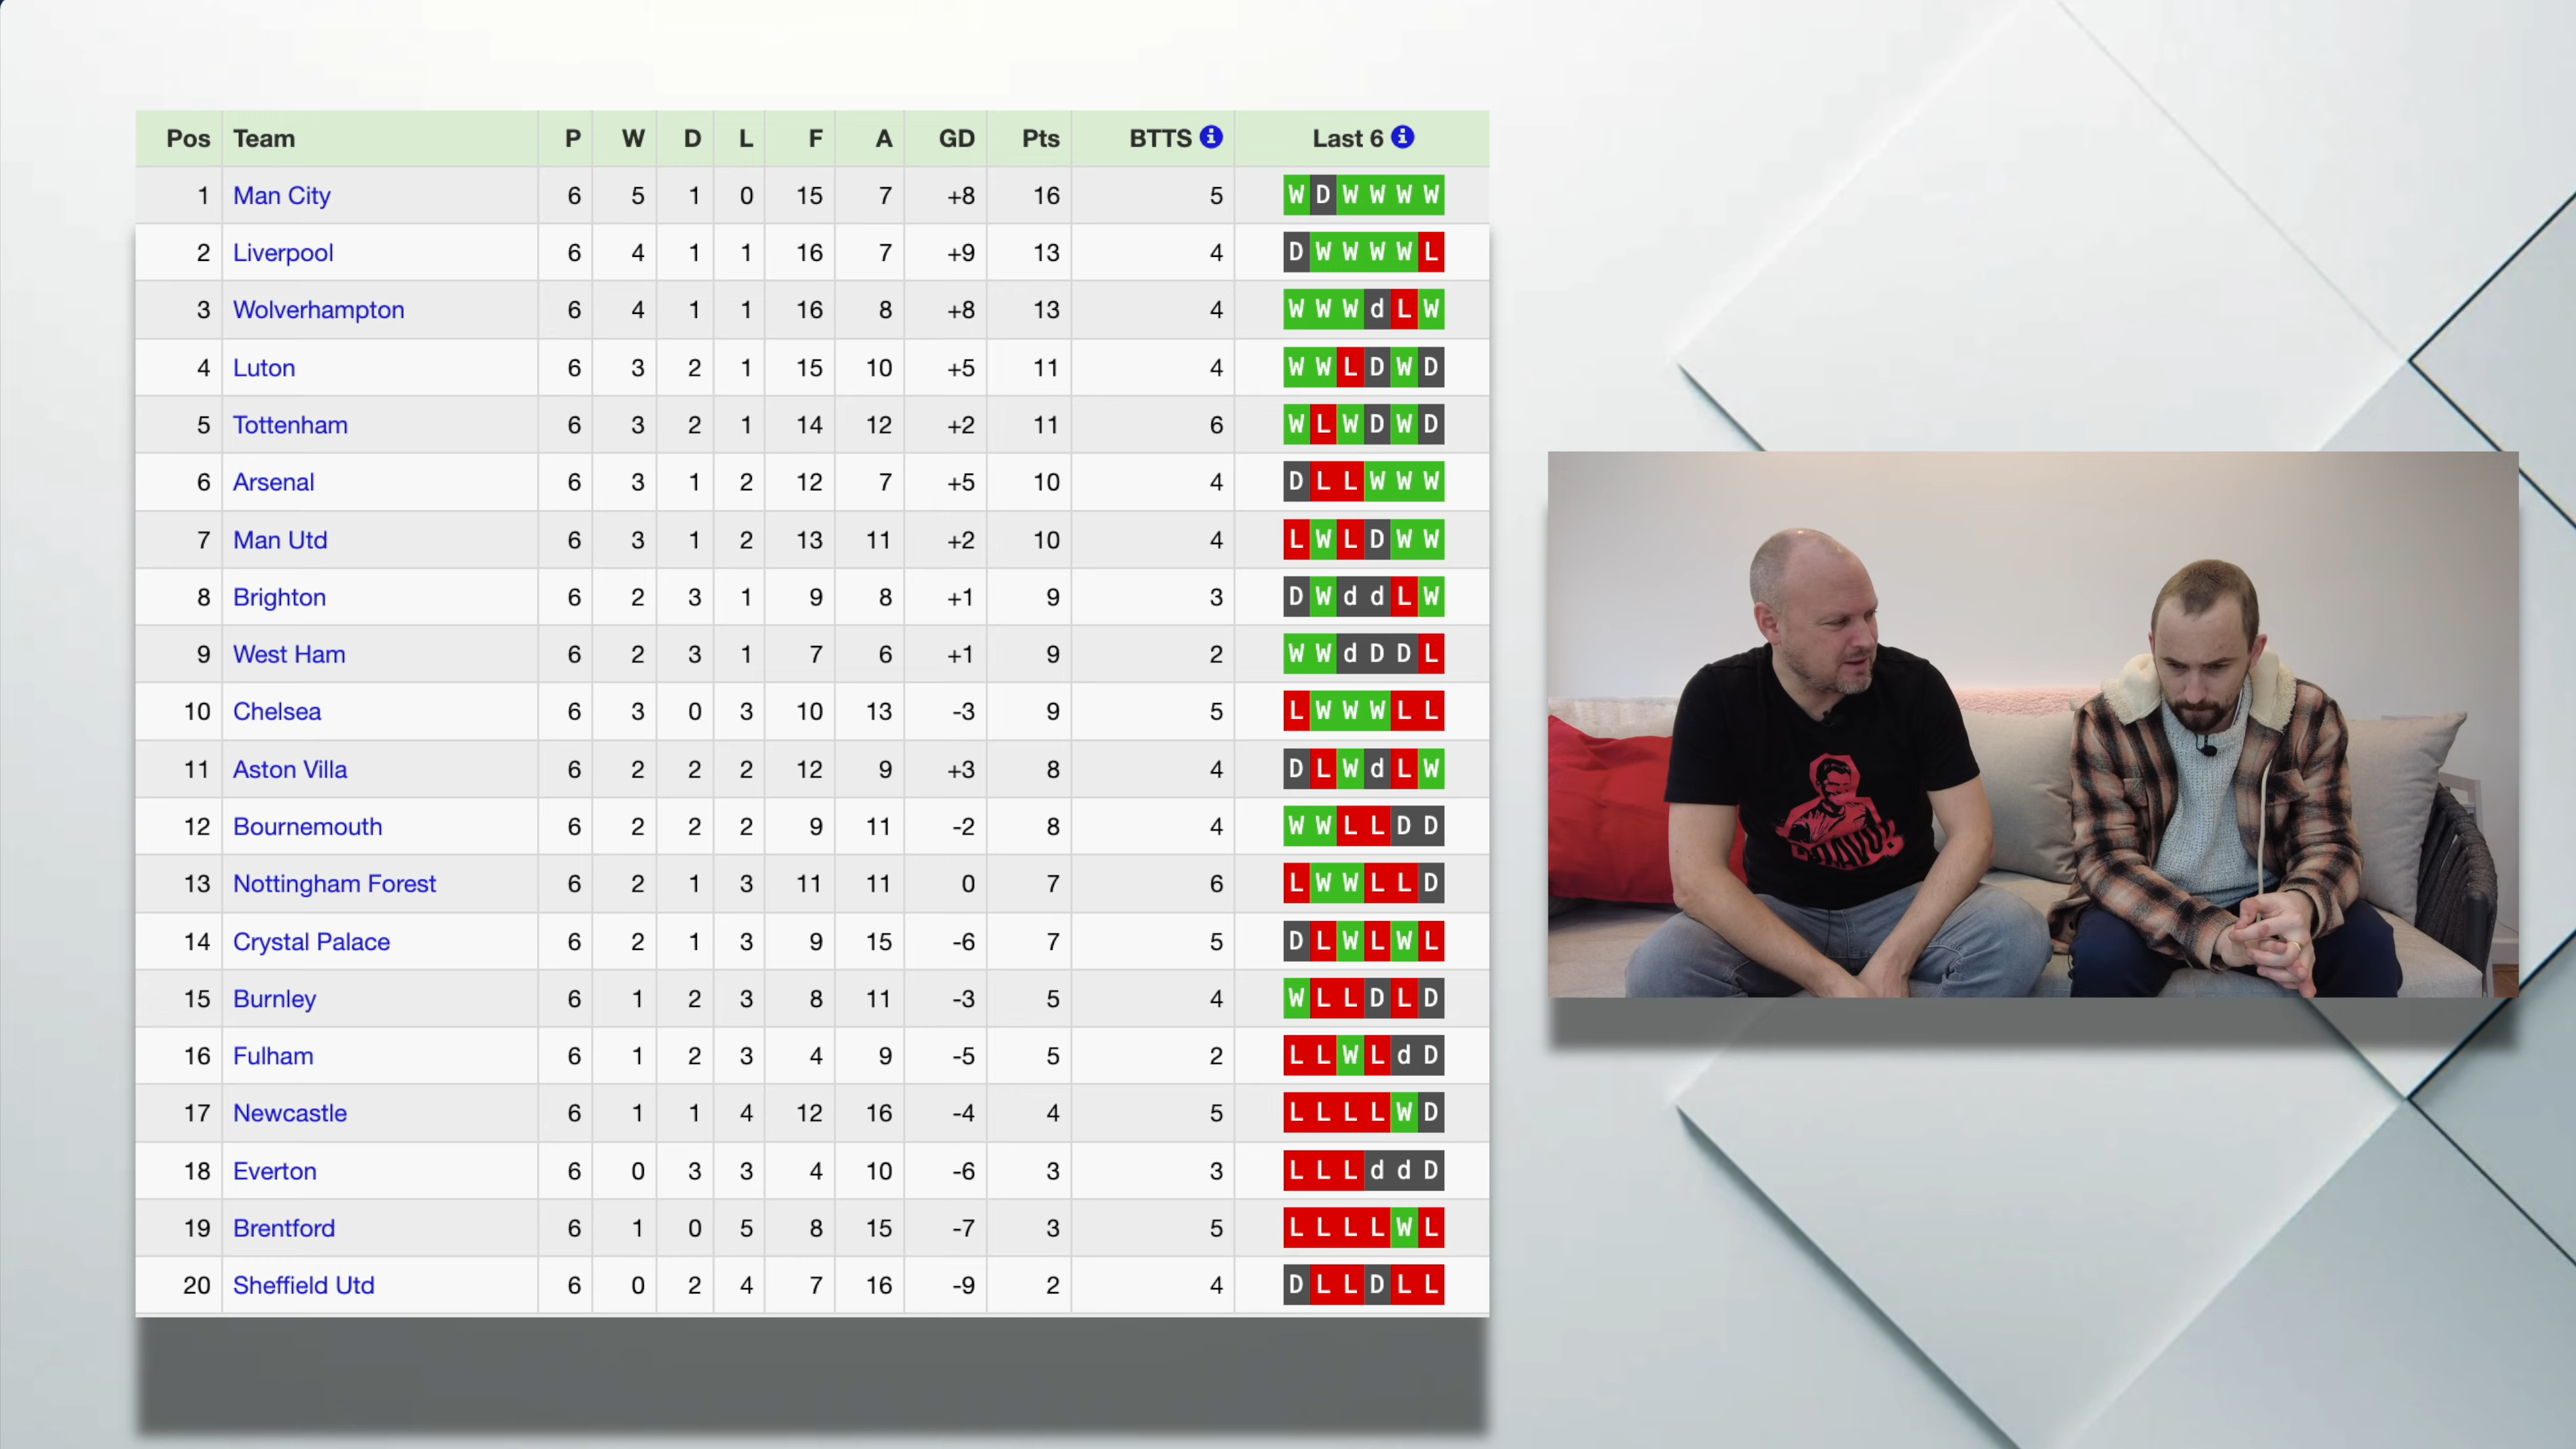 Pos Team P W D L F A GD Pts BTTS i Last 6 i
1 Man City 6 5 1 0 15 7 +8 16 5 W D W W W W
2 Liverpool 6 4 1 1 16 7 +9 13 4 D W W W W L
3 Wolverhampton 6 4 1 1 16 8 +8 13 4 W W W d L W
4 Luton 6 3 2 1 15 10 +5 11 4 W W L D W D
5 Tottenham 6 3 2 1 14 12 +2 11 6 W L W D W D
6 Arsenal 6 3 1 2 12 7 +5 10 4 D L L W W W
7 Man Utd 6 3 1 2 13 11 +2 10 4 L W L D W W
8 Brighton 6 2 3 1 9 8 +1 9 3 D W d d L W
9 West Ham 6 2 3 1 7 6 +1 9 2 W W d D D L
10 Chelsea 6 3 0 3 10 13 -3 9 5 L W W W L L
11 Aston Villa 6 2 2 2 12 9 +3 8 4 D L W d L W
12 Bournemouth 6 2 2 2 9 11 -2 8 4 W W L L D D
13 Nottingham Forest 6 2 1 3 11 11 0 7 6 L W W L L D
14 Crystal Palace 6 2 1 3 9 15 -6 7 5 D L W L W L
15 Burnley 6 1 2 3 8 11 -3 5 4 W L L D L D
16 Fulham 6 1 2 3 4 9 -5 5 2 L L W L d D
17 Newcastle 6 1 1 4 12 16 -4 4 5 L L L L W D
18 Everton 6 0 3 3 4 10 -6 3 3 L L L d d D
19 Brentford 6 1 0 5 8 15 -7 3 5 L L L L W L
20 Sheffield Utd 6 0 2 4 7 16 -9 2 4 D L L D L L